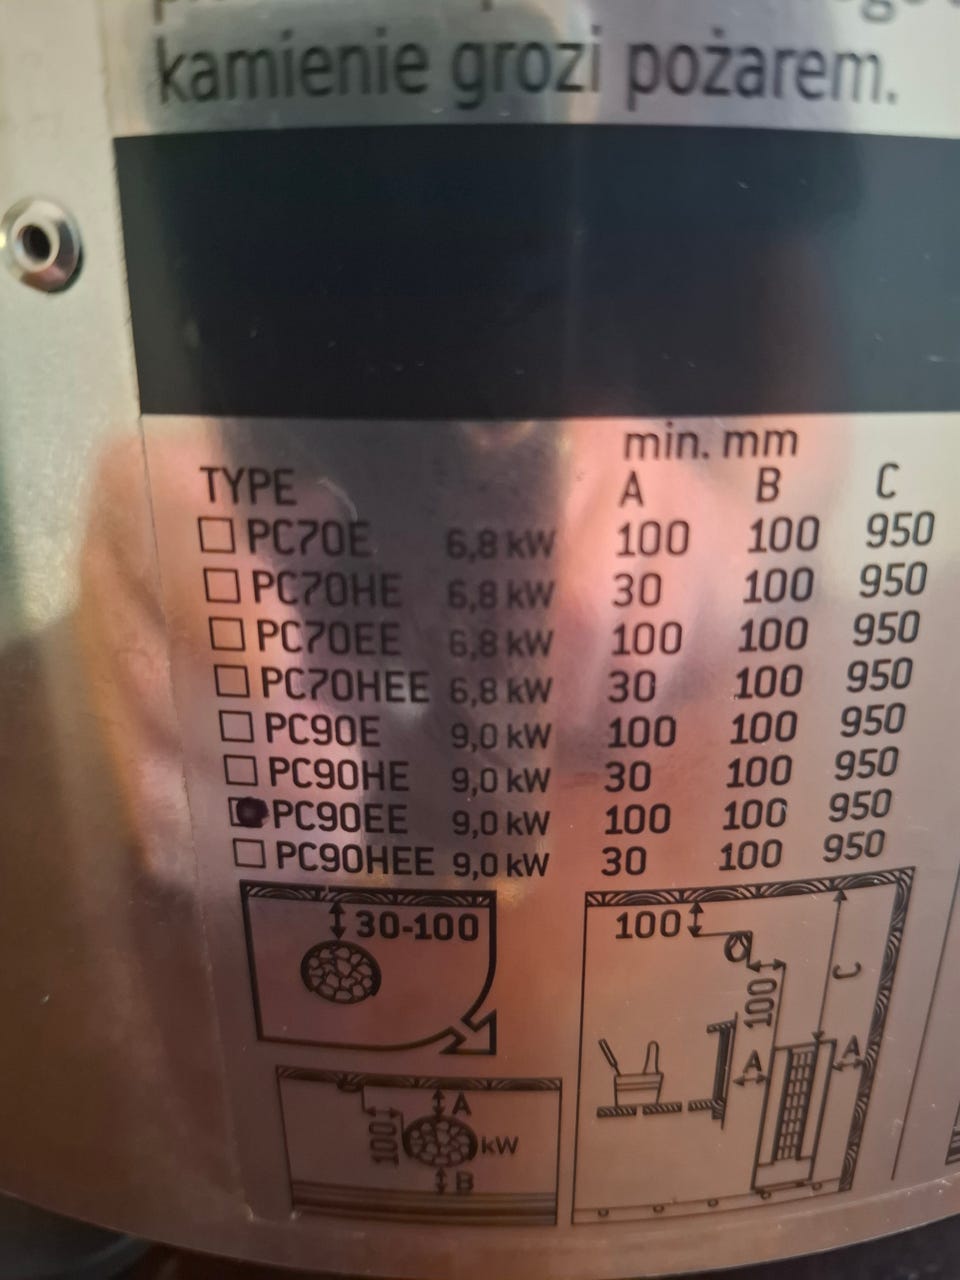 kamienie grozi pożarem.
min. mm
TYPE A B C
PC70E 6,8 kW 100 100 950
PC70HE 6,8 kW 30 100 950
PC70EE 6,8 kW 100 100 950
PC70HEE 6,8 kW 30 100 950
PC90E 9,0 kW 100 100 950
PC90HE 9,0 kW 30 100 950
PC90EE 9,0 kW 100 100 950
PC90HEE 9,0 kW 30 100 950
30-100
100
C
100
A
A
A
100
kW
B